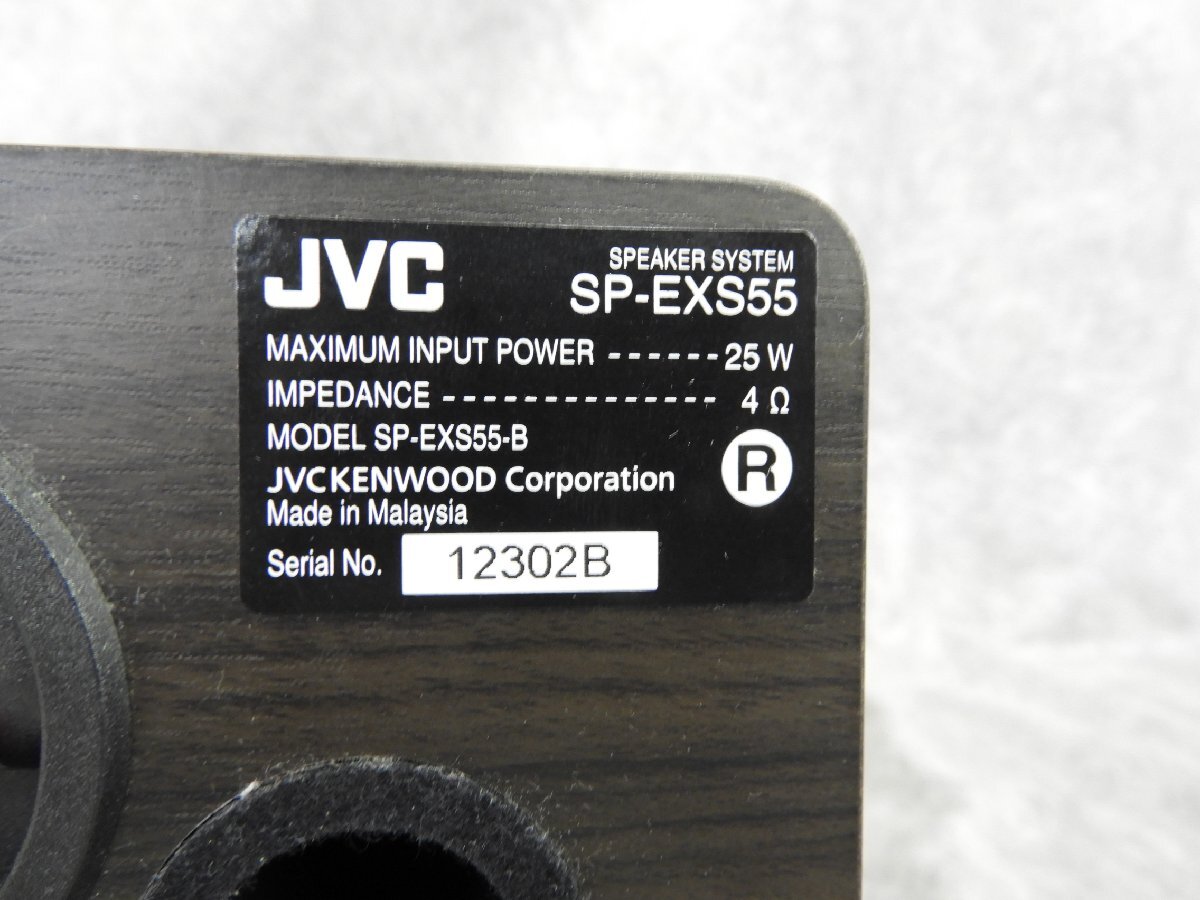 JVC
SPEAKER SYSTEM
SP-EXS55
MAXIMUM INPUT POWER ------ 25 W
IMPEDANCE -------------- 4 Ω
MODEL SP-EXS55-B
R
JVCKENWOOD Corporation
Made in Malaysia
Serial No. 12302B